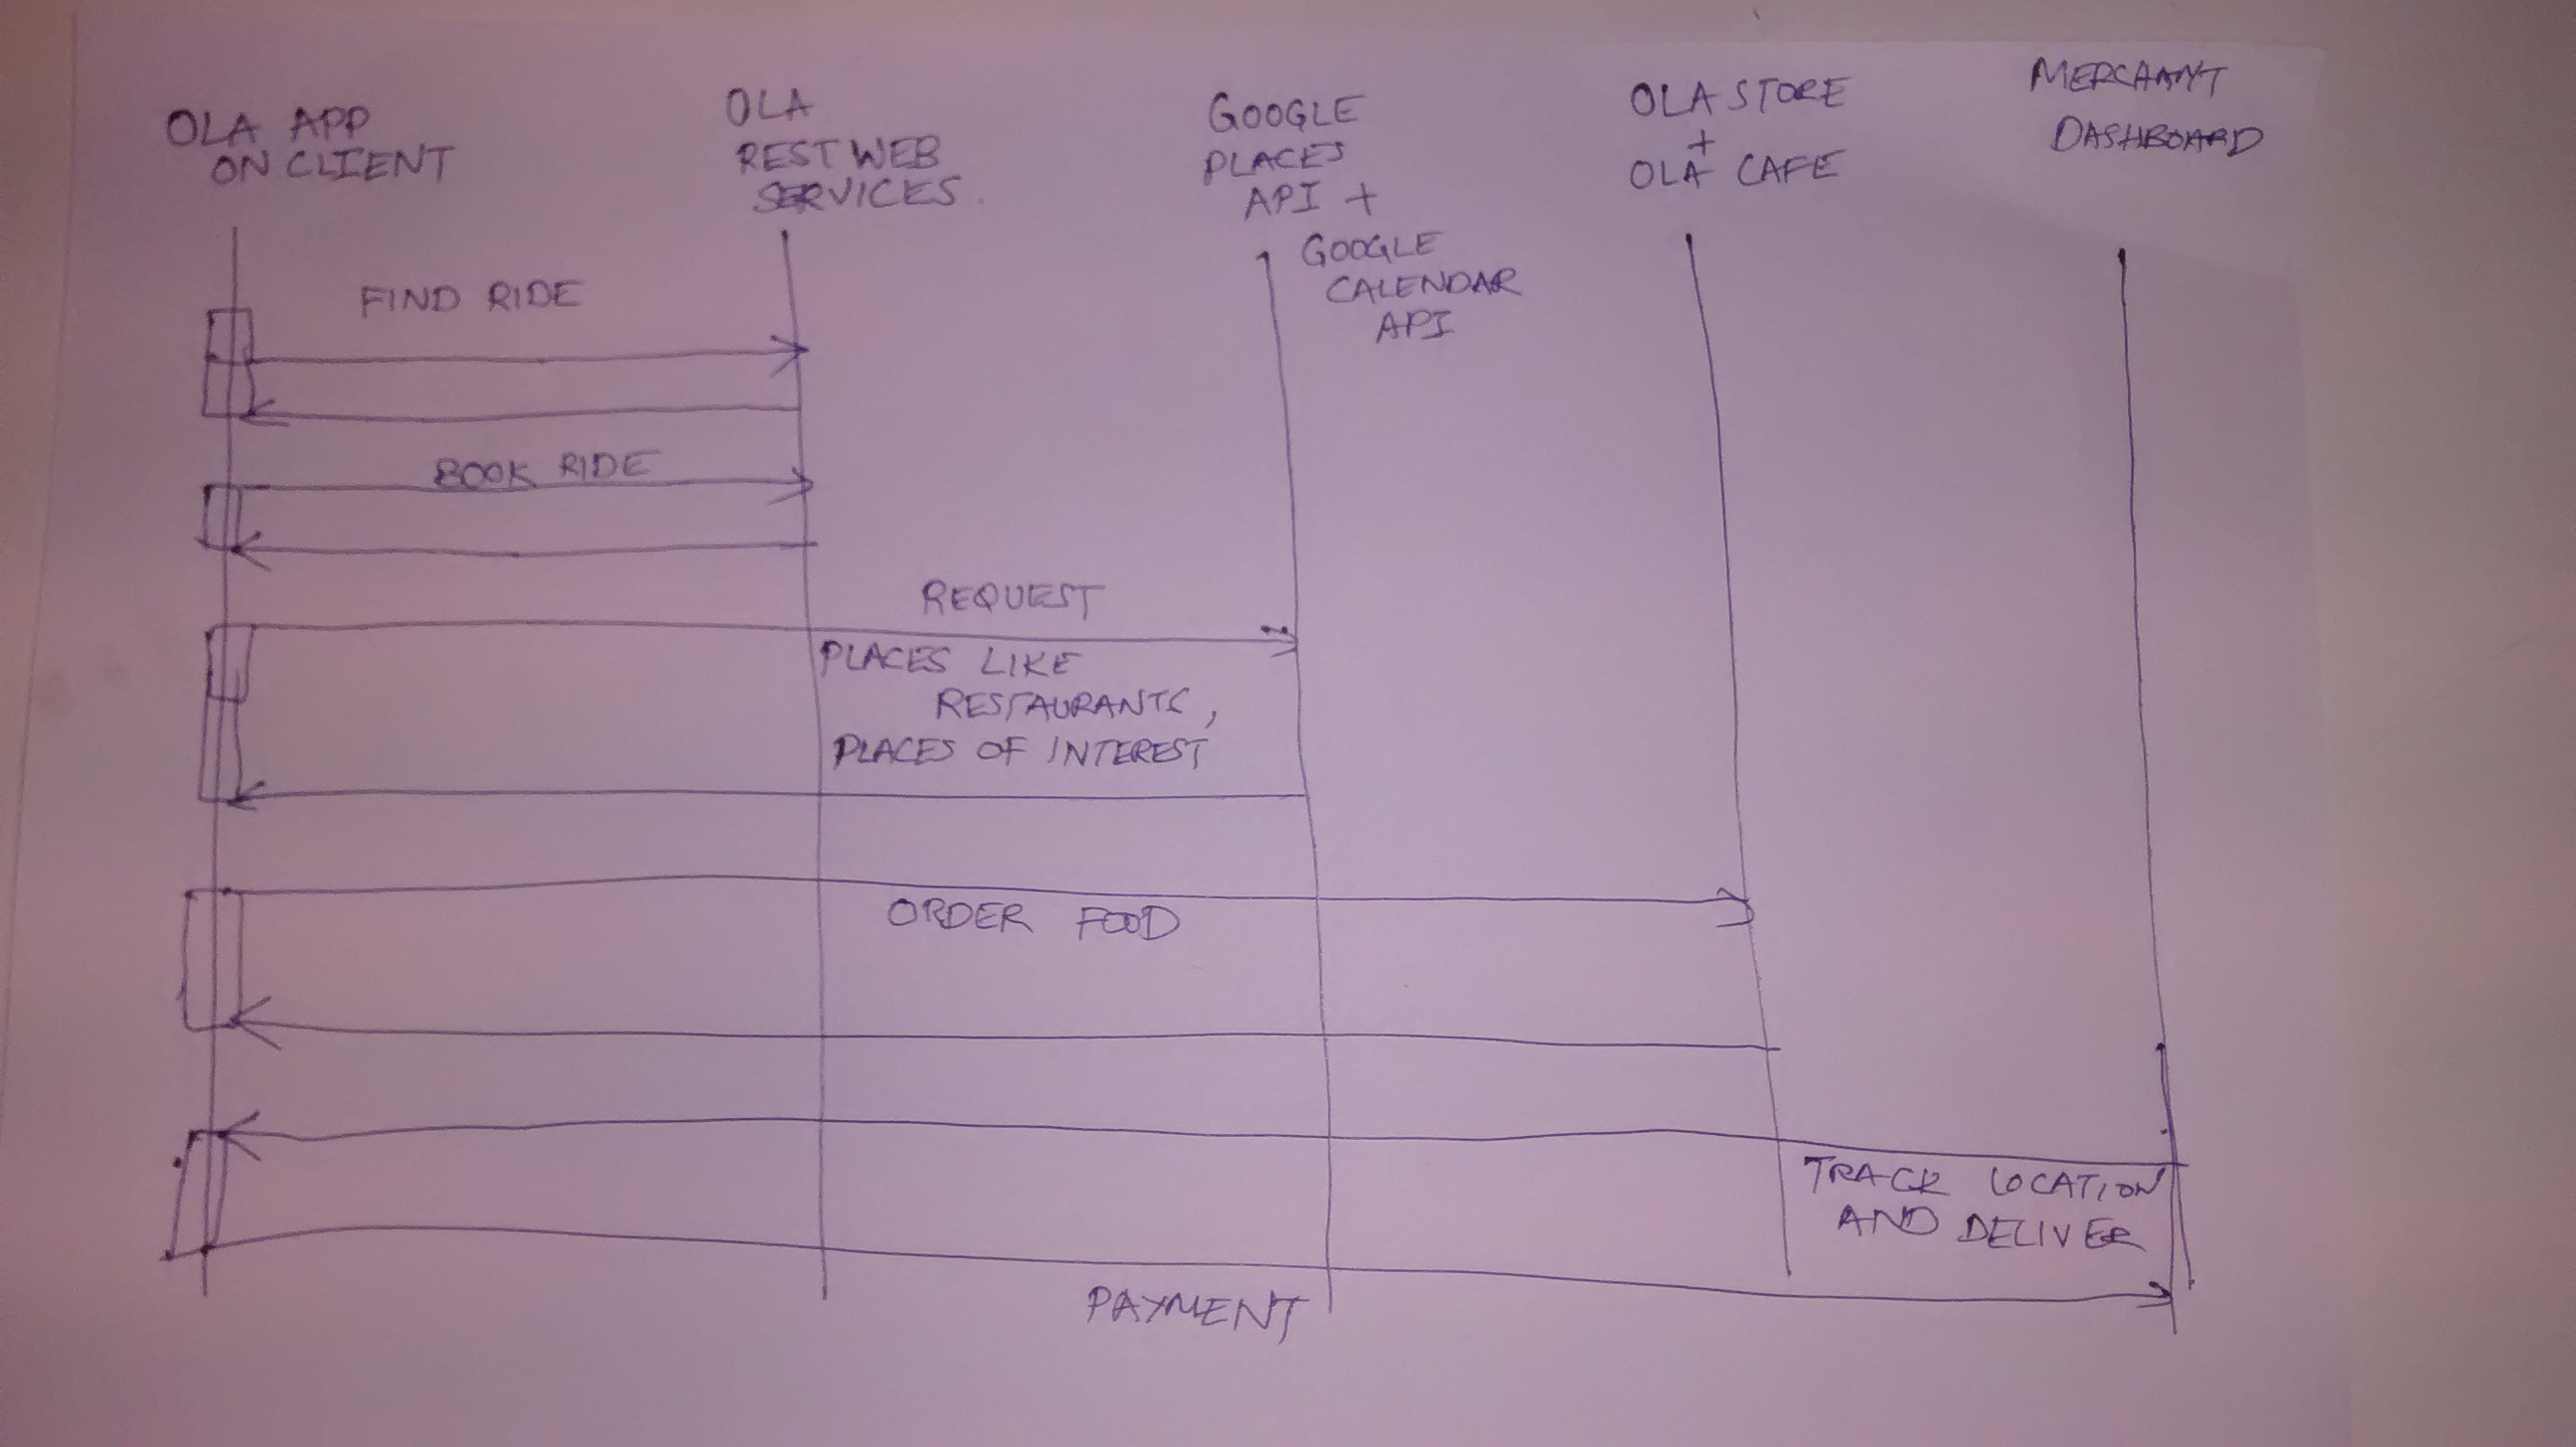 OLA APP
ON CLIENT
OLA
REST WEB
SERVICES.
GOOGLE
PLACES
API +
GOOGLE
CALENDAR
API
OLA STORE
+
OLA CAFE
MERCHANT
DASHBOARD
FIND RIDE
BOOK RIDE
REQUEST
PLACES LIKE
RESTAURANTS,
PLACES OF INTEREST
ORDER FOOD
TRACK LOCATION
AND DELIVER
PAYMENT